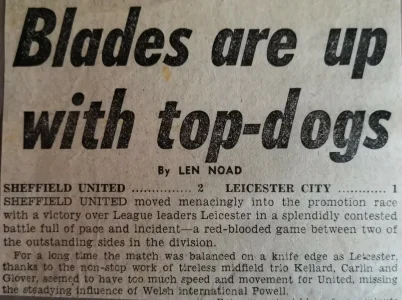 Blades are up
with top-dogs
By LEN NOAD
SHEFFIELD UNITED ............... 2 LEICESTER CITY ............ 1
SHEFFIELD UNITED moved menacingly into the promotion race
with a victory over League leaders Leicester in a splendidly contested
battle full of pace and incident—a red-blooded game between two of
the outstanding sides in the division.
For a long time the match was balanced on a knife edge as Leicester,
thanks to the non-stop work of tireless midfield trio Kellard, Carlin and
Glover, seemed to have too much speed and movement for United, missing
the steadying influence of Welsh international Powell.